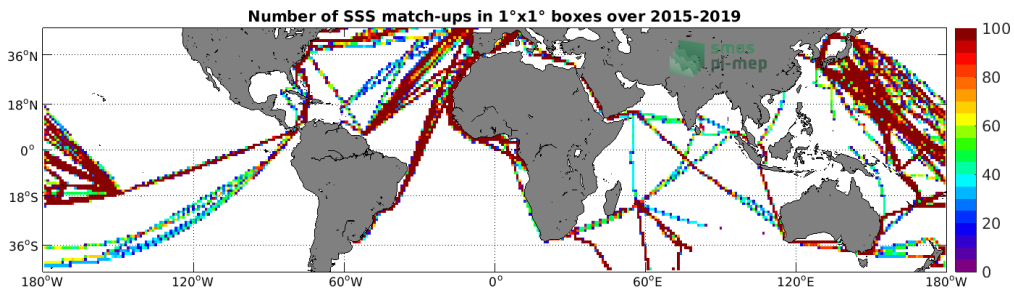 Number of SSS match-ups in 1°x1° boxes over 2015-2019
smos
pi-mep
36°N
18°N
0°
18°S
36°S
180°W
120°W
60°W
0°
60°E
120°E
180°W
100
80
60
40
20
0